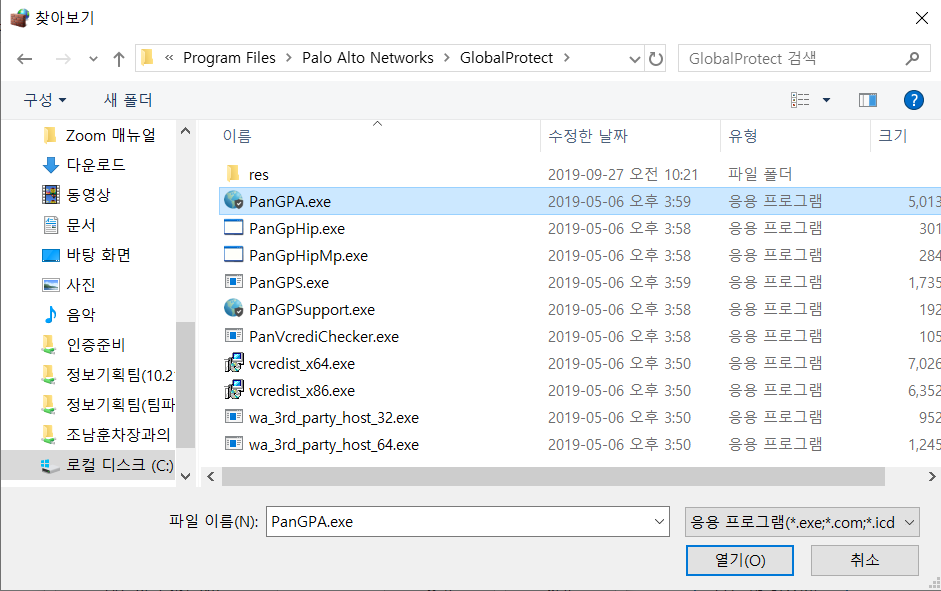 찾아보기
« Program Files > Palo Alto Networks > GlobalProtect >
GlobalProtect 검색
구성 새 폴더
?
Zoom 매뉴얼
다운로드
동영상
문서
바탕 화면
사진
음악
인증준비
정보기획팀(10.2
정보기획팀(팀파
조남훈차장과의
로컬 디스크 (C:)
이름 수정한 날짜 유형 크기
res 2019-09-27 오전 10:21 파일 폴더
PanGPA.exe 2019-05-06 오후 3:59 응용 프로그램 5,013
PanGpHip.exe 2019-05-06 오후 3:58 응용 프로그램 301
PanGpHipMp.exe 2019-05-06 오후 3:58 응용 프로그램 284
PanGPS.exe 2019-05-06 오후 3:59 응용 프로그램 1,735
PanGPSupport.exe 2019-05-06 오후 3:58 응용 프로그램 192
PanVcrediChecker.exe 2019-05-06 오후 3:58 응용 프로그램 105
vcredist_x64.exe 2019-05-06 오후 3:50 응용 프로그램 7,026
vcredist_x86.exe 2019-05-06 오후 3:50 응용 프로그램 6,352
wa_3rd_party_host_32.exe 2019-05-06 오후 3:50 응용 프로그램 952
wa_3rd_party_host_64.exe 2019-05-06 오후 3:50 응용 프로그램 1,245
파일 이름(N): PanGPA.exe
응용 프로그램(*.exe;*.com;*.icd
열기(O) 취소